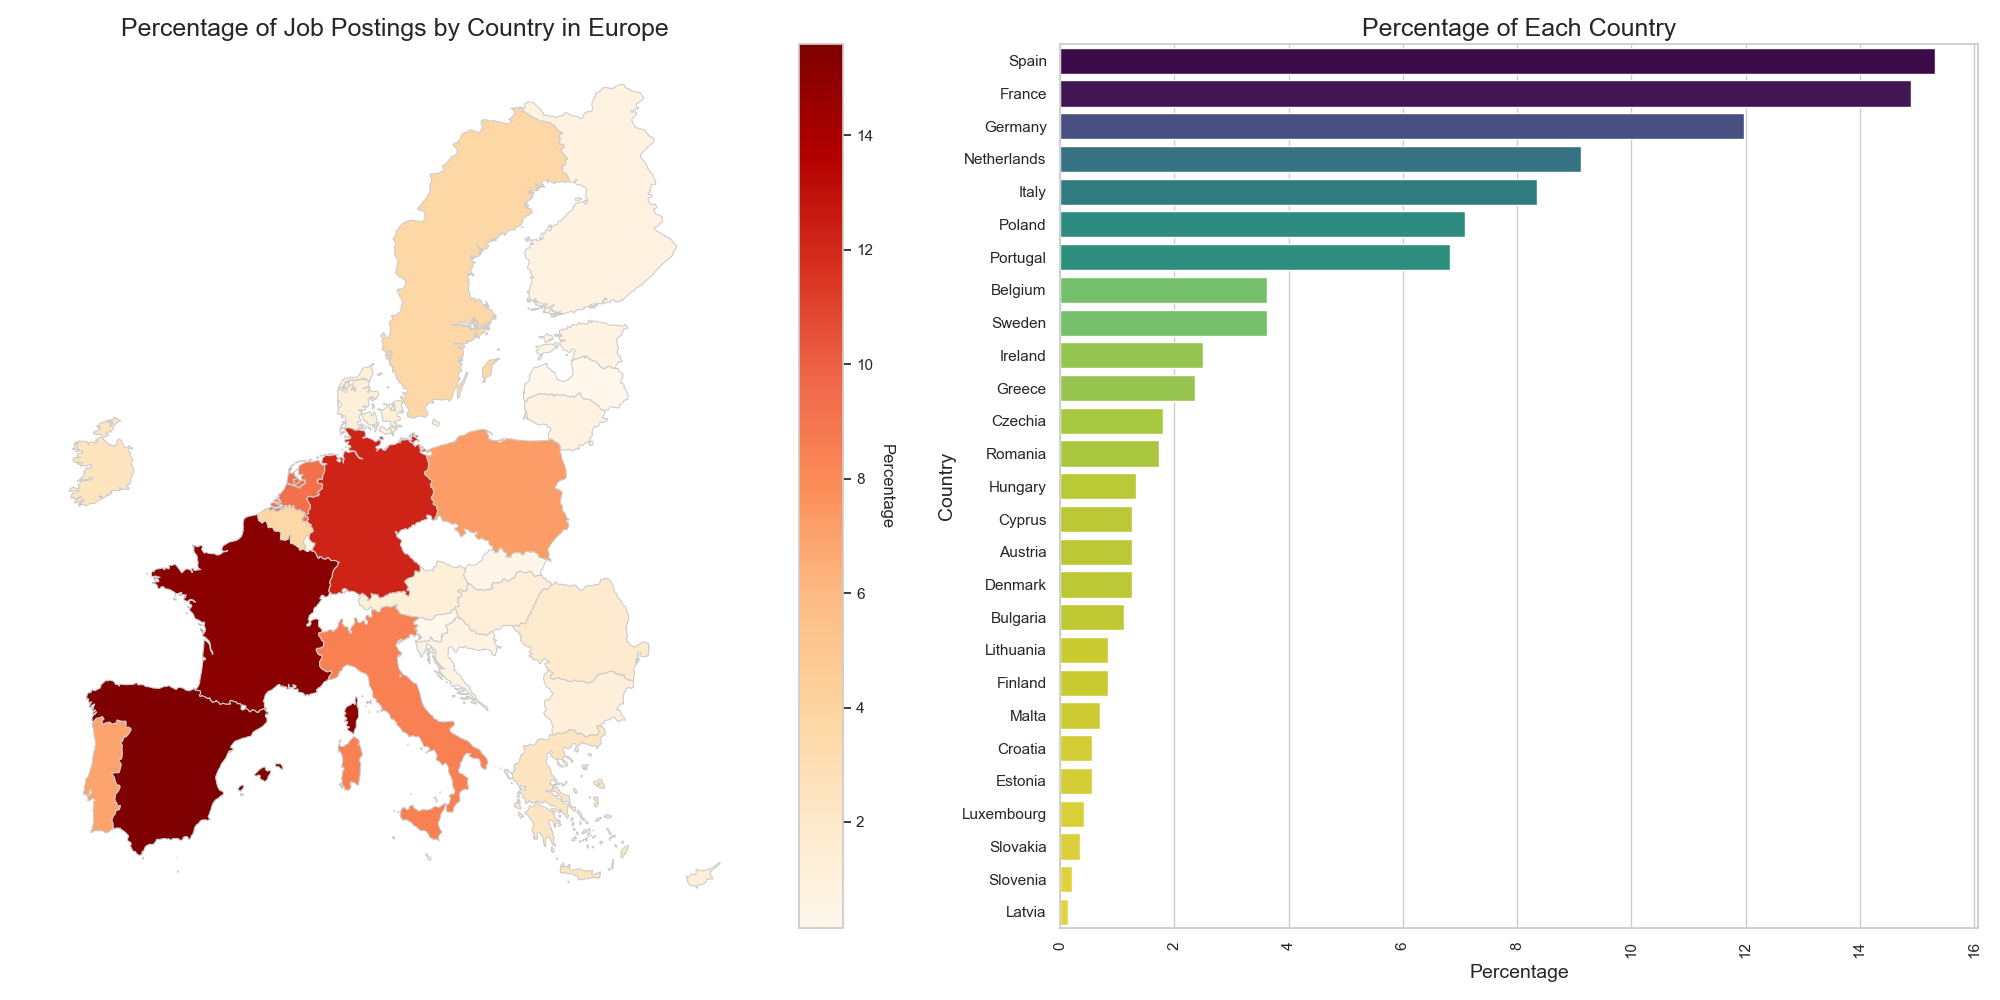 Percentage of Job Postings by Country in Europe
14
12
10
8
6
4
2
Percentage
Percentage of Each Country
Country
Spain
France
Germany
Netherlands
Italy
Poland
Portugal
Belgium
Sweden
Ireland
Greece
Czechia
Romania
Hungary
Cyprus
Austria
Denmark
Bulgaria
Lithuania
Finland
Malta
Croatia
Estonia
Luxembourg
Slovakia
Slovenia
Latvia
0 2 4 6 8 10 12 14 16
Percentage